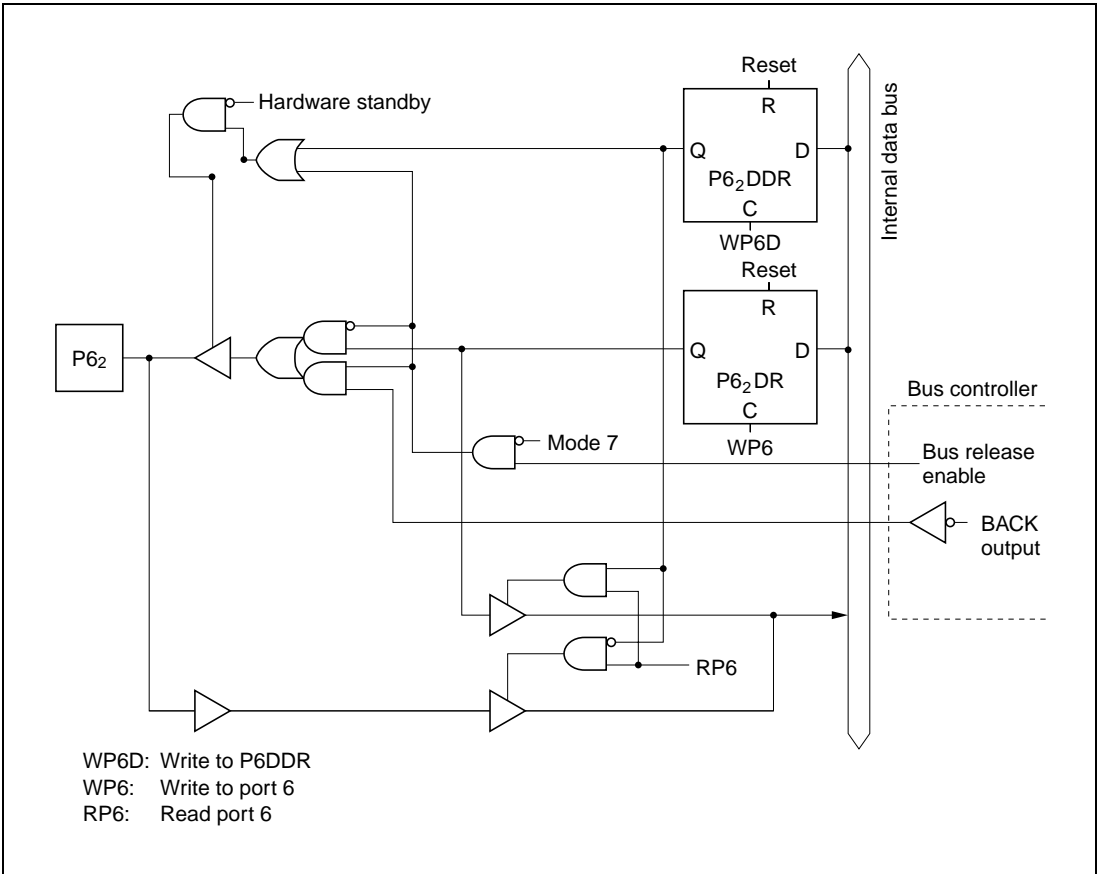 Reset
R
Hardware standby
Q
D
P6₂DDR
C
WP6D
Internal data bus
Reset
R
Q
D
P6₂
P6₂DR
C
Bus controller
WP6
Mode 7
Bus release
enable
BACK
output
RP6
WP6D: Write to P6DDR
WP6: Write to port 6
RP6: Read port 6